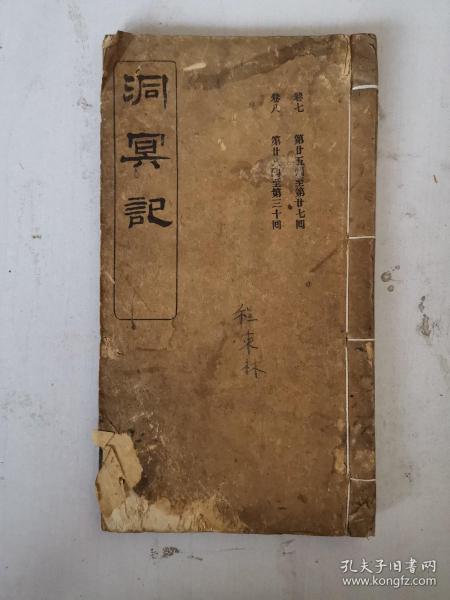 洞冥記
卷七　第廿五回至第廿七回
卷八　第廿八回至第三十回
程東林
孔夫子旧书网
www.kongfz.com